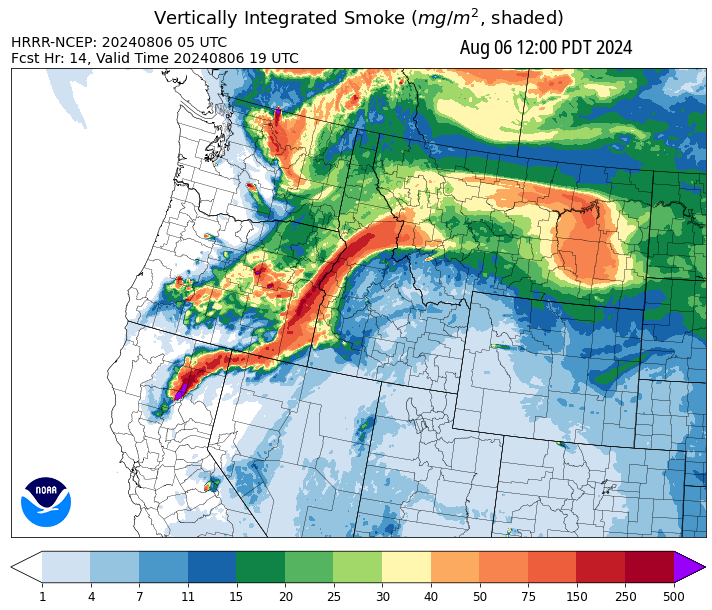 Vertically Integrated Smoke (mg/m², shaded)
HRRR-NCEP: 20240806 05 UTC
Fcst Hr: 14, Valid Time 20240806 19 UTC
Aug 06 12:00 PDT 2024
NOAA
1 4 7 11 15 20 25 30 40 50 75 150 250 500